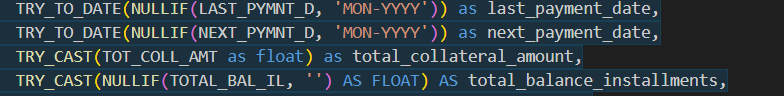 TRY_TO_DATE(NULLIF(LAST_PYMNT_D, 'MON-YYYY')) as last_payment_date,
TRY_TO_DATE(NULLIF(NEXT_PYMNT_D, 'MON-YYYY')) as next_payment_date,
TRY_CAST(TOT_COLL_AMT as float) as total_collateral_amount,
TRY_CAST(NULLIF(TOTAL_BAL_IL, '') AS FLOAT) AS total_balance_installments,